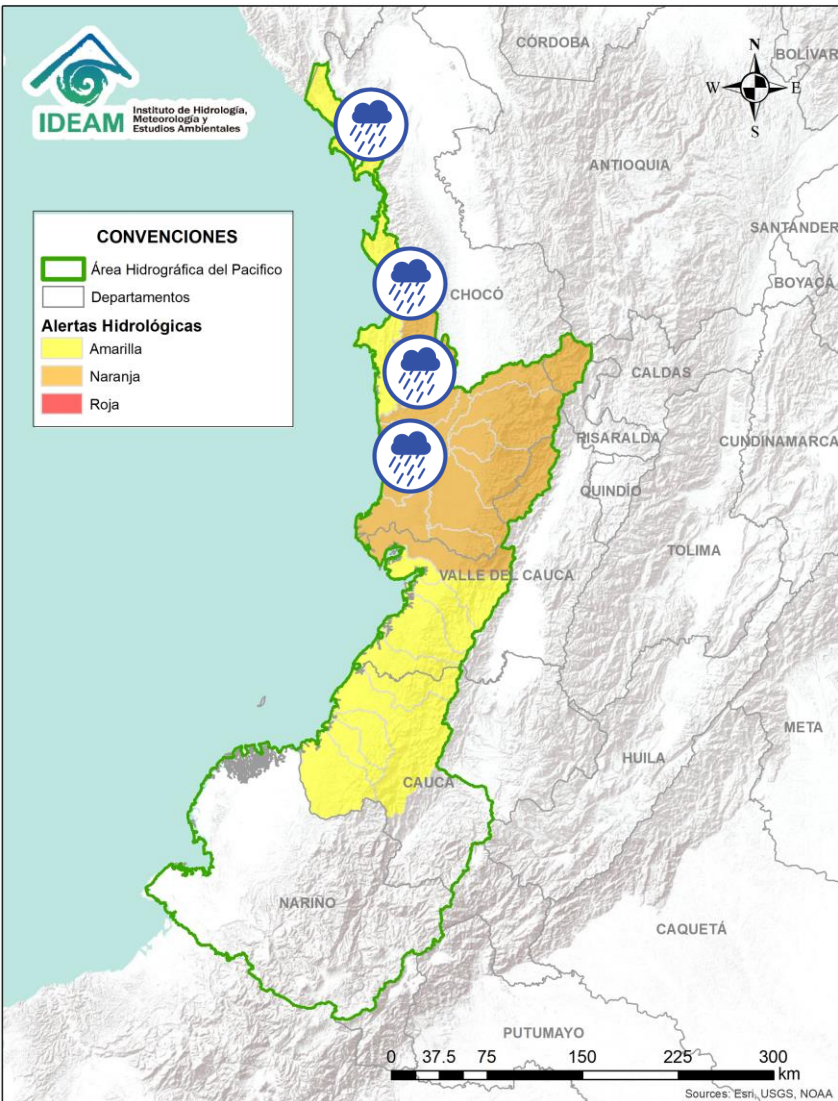 IDEAM
Instituto de Hidrología,
Meteorología y
Estudios Ambientales
CÓRDOBA
BOLÍVAR
N
W E
S
ANTIOQUIA
SANTANDER
CONVENCIONES
Área Hidrográfica del Pacifico
Departamentos
Alertas Hidrológicas
Amarilla
Naranja
Roja
BOYACÁ
CHOCÓ
CALDAS
RISARALDA
CUNDINAMARCA
QUINDÍO
TOLIMA
VALLE DEL CAUCA
META
HUILA
CAUCA
NARIÑO
CAQUETÁ
PUTUMAYO
0 37.5 75 150 225 300
km
Sources: Esri, USGS, NOAA